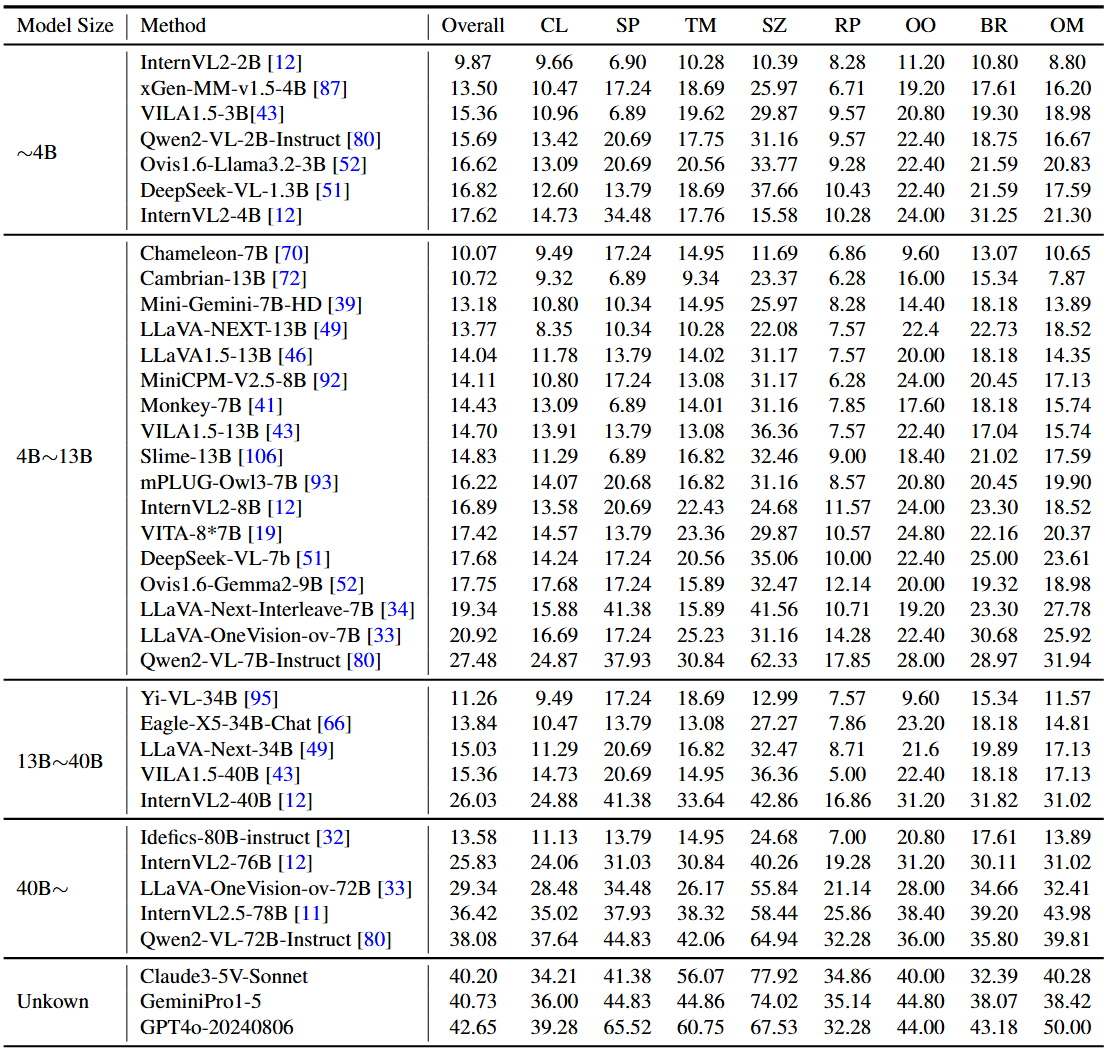 Model Size Method Overall CL SP TM SZ RP OO BR OM
~4B
InternVL2-2B [12] 9.87 9.66 6.90 10.28 10.39 8.28 11.20 10.80 8.80
xGen-MM-v1.5-4B [87] 13.50 10.47 17.24 18.69 25.97 6.71 19.20 17.61 16.20
VILA1.5-3B[43] 15.36 10.96 6.89 19.62 29.87 9.57 20.80 19.30 18.98
Qwen2-VL-2B-Instruct [80] 15.69 13.42 20.69 17.75 31.16 9.57 22.40 18.75 16.67
Ovis1.6-Llama3.2-3B [52] 16.62 13.09 20.69 20.56 33.77 9.28 22.40 21.59 20.83
DeepSeek-VL-1.3B [51] 16.82 12.60 13.79 18.69 37.66 10.43 22.40 21.59 17.59
InternVL2-4B [12] 17.62 14.73 34.48 17.76 15.58 10.28 24.00 31.25 21.30
4B~13B
Chameleon-7B [70] 10.07 9.49 17.24 14.95 11.69 6.86 9.60 13.07 10.65
Cambrian-13B [72] 10.72 9.32 6.89 9.34 23.37 6.28 16.00 15.34 7.87
Mini-Gemini-7B-HD [39] 13.18 10.80 10.34 14.95 25.97 8.28 14.40 18.18 13.89
LLaVA-NEXT-13B [49] 13.77 8.35 10.34 10.28 22.08 7.57 22.4 22.73 18.52
LLaVA1.5-13B [46] 14.04 11.78 13.79 14.02 31.17 7.57 20.00 18.18 14.35
MiniCPM-V2.5-8B [92] 14.11 10.80 17.24 13.08 31.17 6.28 24.00 20.45 17.13
Monkey-7B [41] 14.43 13.09 6.89 14.01 31.16 7.85 17.60 18.18 15.74
VILA1.5-13B [43] 14.70 13.91 13.79 13.08 36.36 7.57 22.40 17.04 15.74
Slime-13B [106] 14.83 11.29 6.89 16.82 32.46 9.00 18.40 21.02 17.59
mPLUG-Owl3-7B [93] 16.22 14.07 20.68 16.82 31.16 8.57 20.80 20.45 19.90
InternVL2-8B [12] 16.89 13.58 20.69 22.43 24.68 11.57 24.00 23.30 18.52
VITA-8*7B [19] 17.42 14.57 13.79 23.36 29.87 10.57 24.80 22.16 20.37
DeepSeek-VL-7b [51] 17.68 14.24 17.24 20.56 35.06 10.00 22.40 25.00 23.61
Ovis1.6-Gemma2-9B [52] 17.75 17.68 17.24 15.89 32.47 12.14 20.00 19.32 18.98
LLaVA-Next-Interleave-7B [34] 19.34 15.88 41.38 15.89 41.56 10.71 19.20 23.30 27.78
LLaVA-OneVision-ov-7B [33] 20.92 16.69 17.24 25.23 31.16 14.28 22.40 30.68 25.92
Qwen2-VL-7B-Instruct [80] 27.48 24.87 37.93 30.84 62.33 17.85 28.00 28.97 31.94
13B~40B
Yi-VL-34B [95] 11.26 9.49 17.24 18.69 12.99 7.57 9.60 15.34 11.57
Eagle-X5-34B-Chat [66] 13.84 10.47 13.79 13.08 27.27 7.86 23.20 18.18 14.81
LLaVA-Next-34B [49] 15.03 11.29 20.69 16.82 32.47 8.71 21.6 19.89 17.13
VILA1.5-40B [43] 15.36 14.73 20.69 14.95 36.36 5.00 22.40 18.18 17.13
InternVL2-40B [12] 26.03 24.88 41.38 33.64 42.86 16.86 31.20 31.82 31.02
40B~
Idefics-80B-instruct [32] 13.58 11.13 13.79 14.95 24.68 7.00 20.80 17.61 13.89
InternVL2-76B [12] 25.83 24.06 31.03 30.84 40.26 19.28 31.20 30.11 31.02
LLaVA-OneVision-ov-72B [33] 29.34 28.48 34.48 26.17 55.84 21.14 28.00 34.66 32.41
InternVL2.5-78B [11] 36.42 35.02 37.93 38.32 58.44 25.86 38.40 39.20 43.98
Qwen2-VL-72B-Instruct [80] 38.08 37.64 44.83 42.06 64.94 32.28 36.00 35.80 39.81
Unkown
Claude3-5V-Sonnet 40.20 34.21 41.38 56.07 77.92 34.86 40.00 32.39 40.28
GeminiPro1-5 40.73 36.00 44.83 44.86 74.02 35.14 44.80 38.07 38.42
GPT4o-20240806 42.65 39.28 65.52 60.75 67.53 32.28 44.00 43.18 50.00